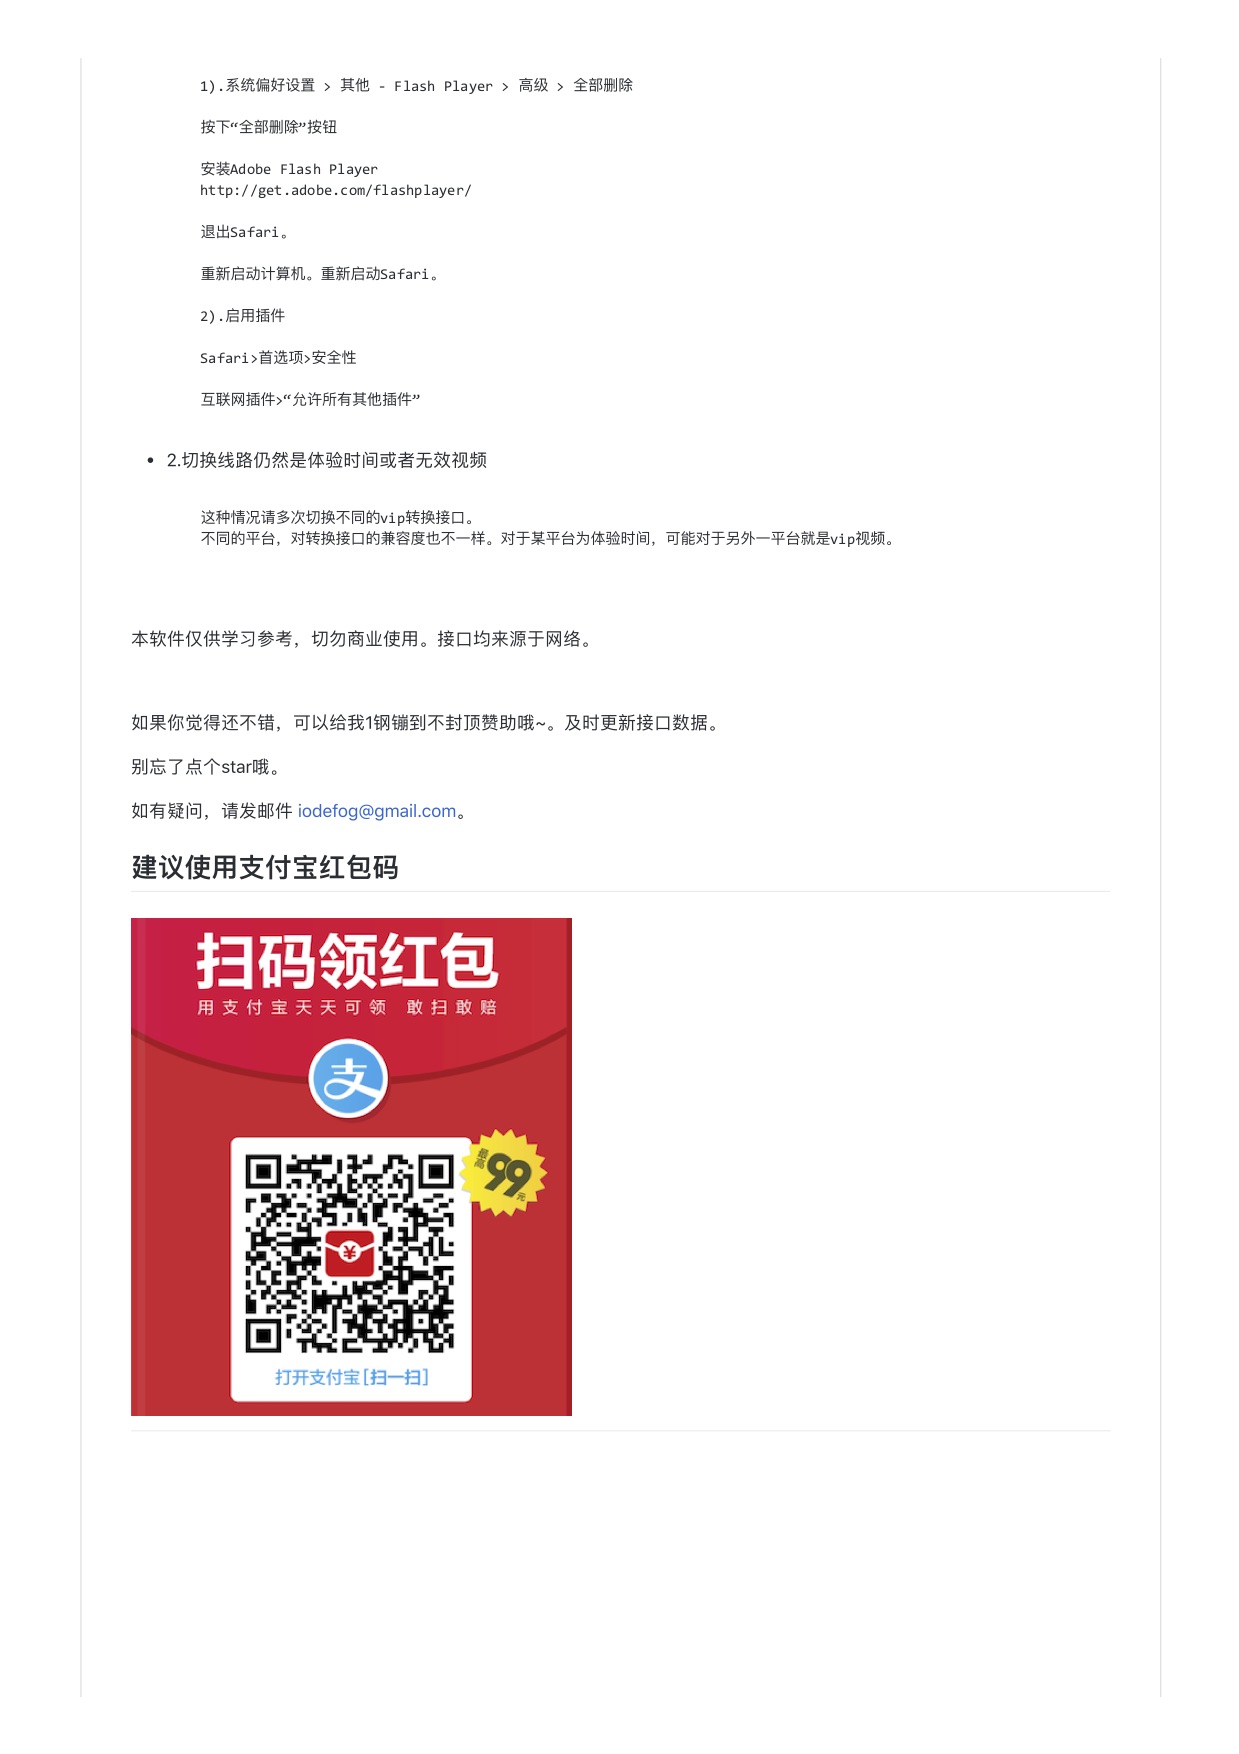 1).系统偏好设置 > 其他 - Flash Player > 高级 > 全部删除
按下“全部删除”按钮
安装Adobe Flash Player
http://get.adobe.com/flashplayer/
退出Safari。
重新启动计算机。重新启动Safari。
2).启用插件
Safari>首选项>安全性
互联网插件>“允许所有其他插件”
• 2.切换线路仍然是体验时间或者无效视频
这种情况请多次切换不同的vip转换接口。
不同的平台，对转换接口的兼容度也不一样。对于某平台为体验时间，可能对于另外一平台就是vip视频。
本软件仅供学习参考，切勿商业使用。接口均来源于网络。
如果你觉得还不错，可以给我1钢镚到不封顶赞助哦~。及时更新接口数据。
别忘了点个star哦。
如有疑问，请发邮件 iodefog@gmail.com。
建议使用支付宝红包码
扫码领红包
用支付宝天天可领 敢扫敢赔
支
最高99元
¥
打开支付宝[扫一扫]